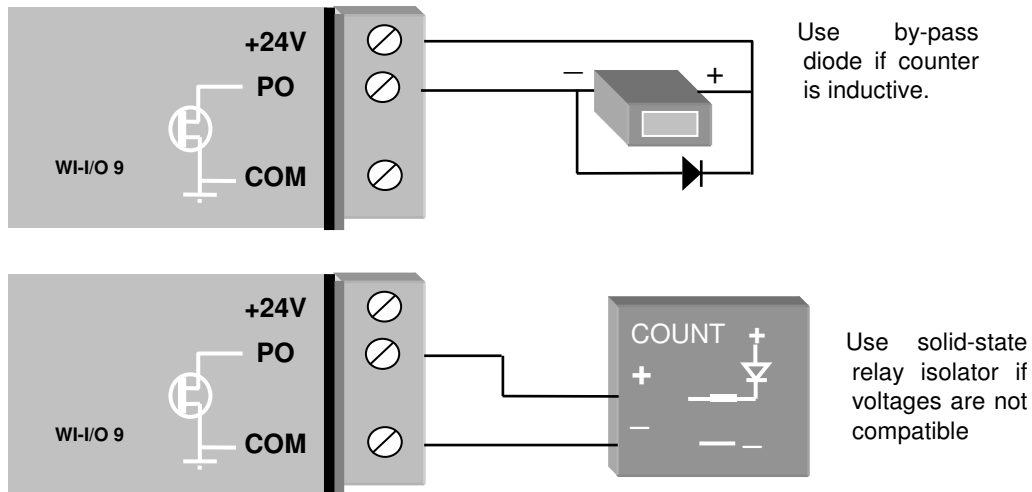 +24V
PO
WI-I/O 9
COM
– +
Use by-pass
diode if counter
is inductive.
+24V
PO
WI-I/O 9
COM
COUNT +
+
–
–
Use solid-state
relay isolator if
voltages are not
compatible